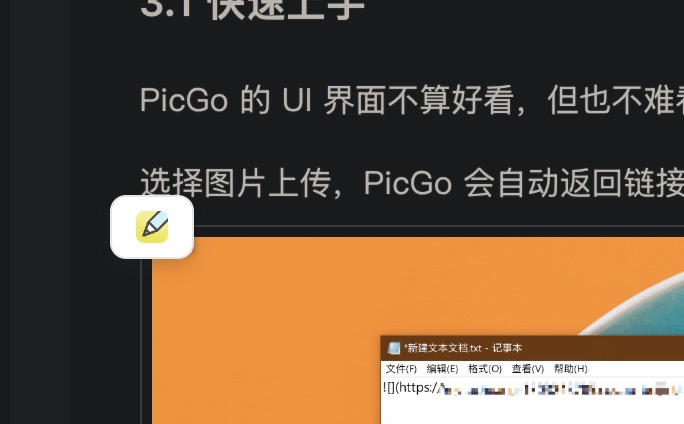 3.1 快速上手
PicGo 的 UI 界面不算好看，但也不难
选择图片上传，PicGo 会自动返回链接
*新建文本文档.txt - 记事本
文件(F) 编辑(E) 格式(O) 查看(V) 帮助(H)
![](https://